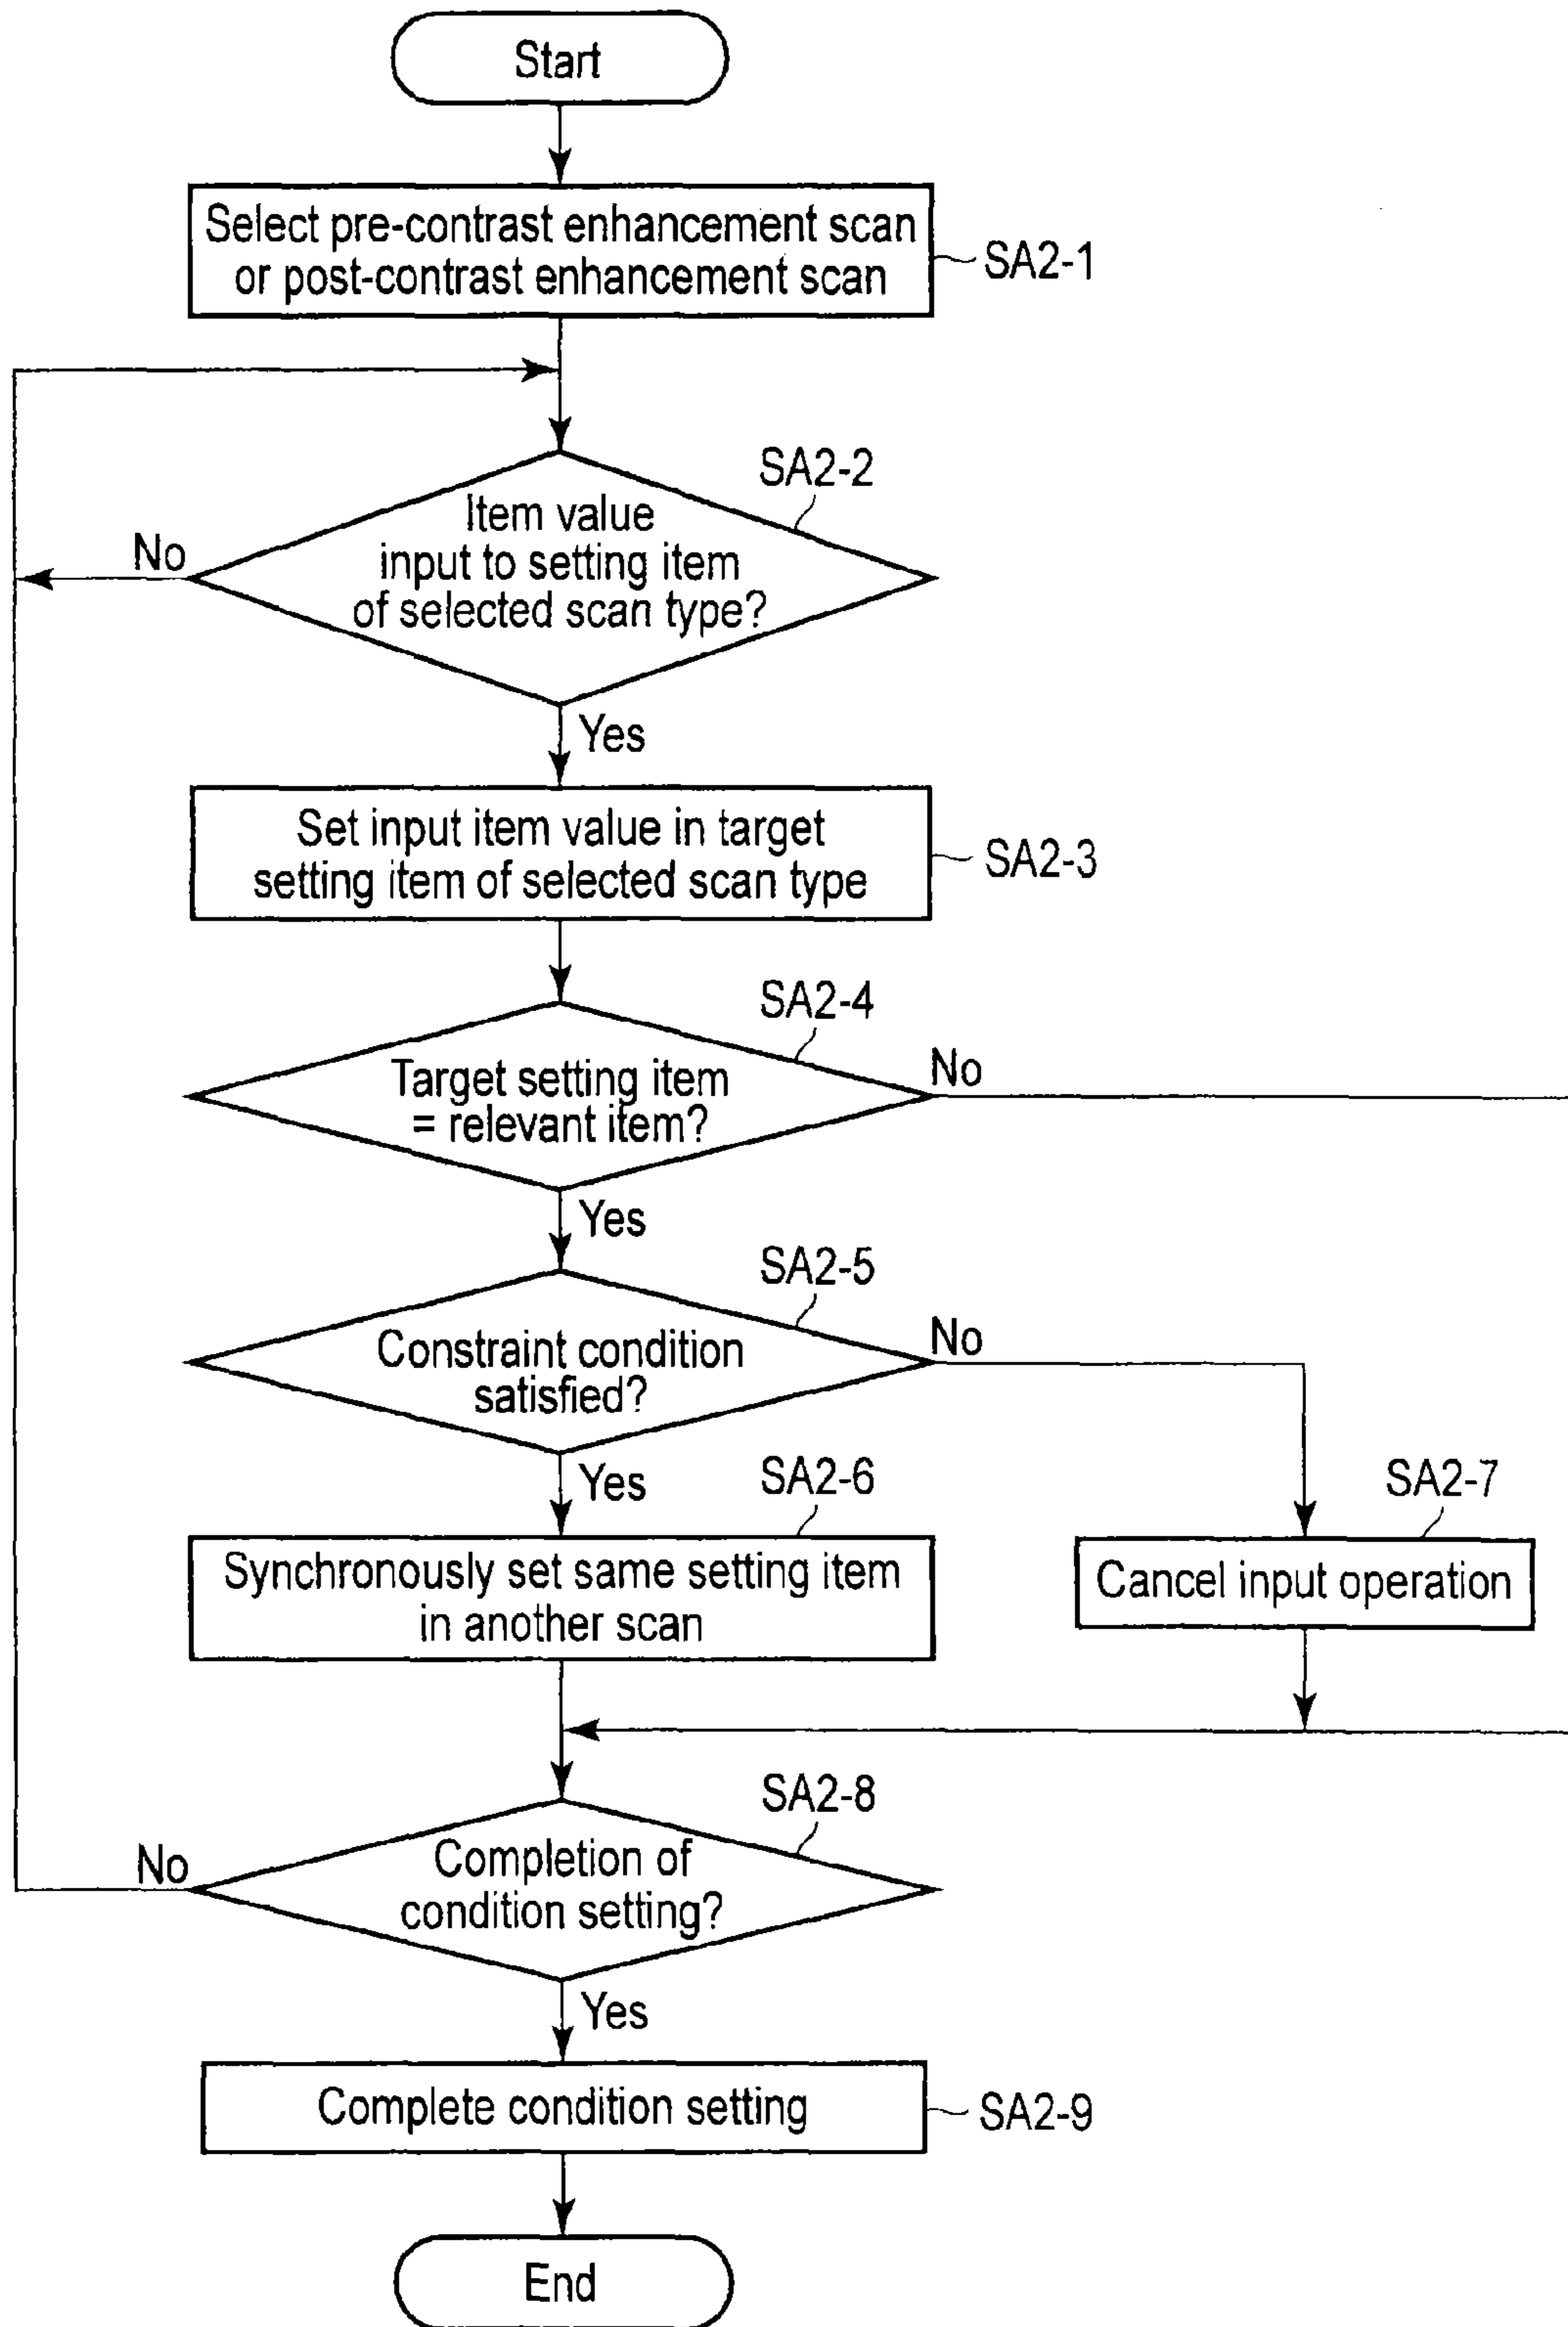 Start
Select pre-contrast enhancement scan
or post-contrast enhancement scan
SA2-1
SA2-2
Item value
input to setting item
of selected scan type?
No
Yes
Set input item value in target
setting item of selected scan type
SA2-3
SA2-4
Target setting item
= relevant item?
No
Yes
SA2-5
Constraint condition
satisfied?
No
Yes
SA2-6
Synchronously set same setting item
in another scan
SA2-7
Cancel input operation
SA2-8
Completion of
condition setting?
No
Yes
Complete condition setting
SA2-9
End